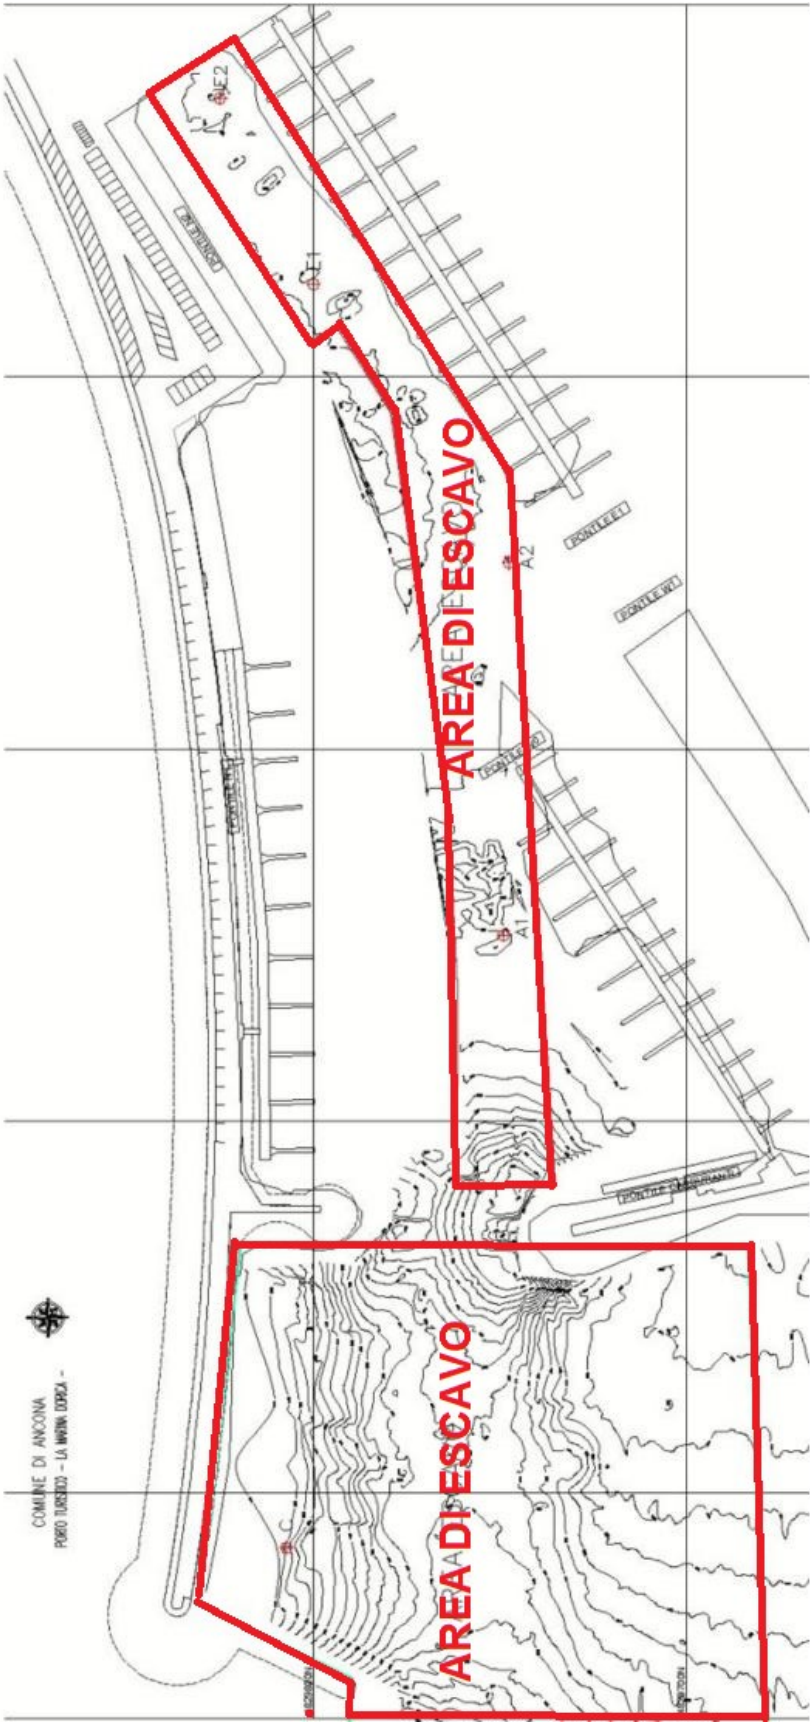 E2
E1
AREA DI ESCAVO
A2
PONTILE E1
PONTILE W1
A1
AREA DI ESCAVO
C
COMUNE DI ANCONA
PORTO TURISTICO - LA MARINA DORICA -